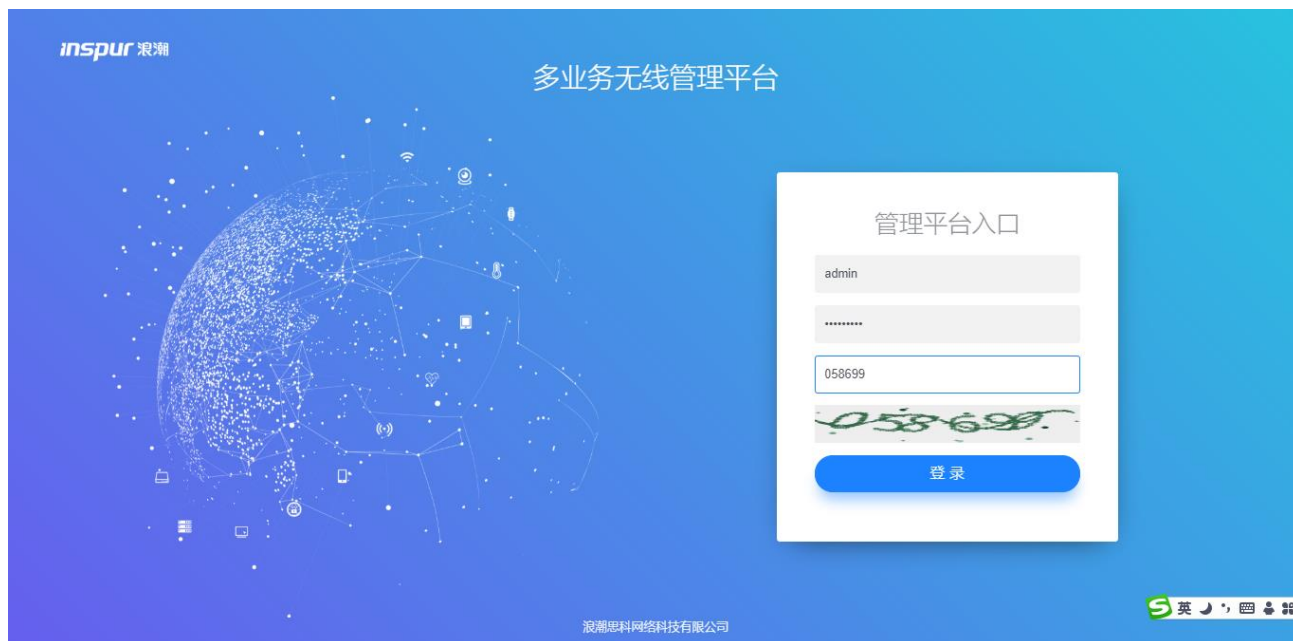 inspur 浪潮
多业务无线管理平台
管理平台入口
admin
•••••••••
058699
058699
登录
浪潮思科网络科技有限公司
英